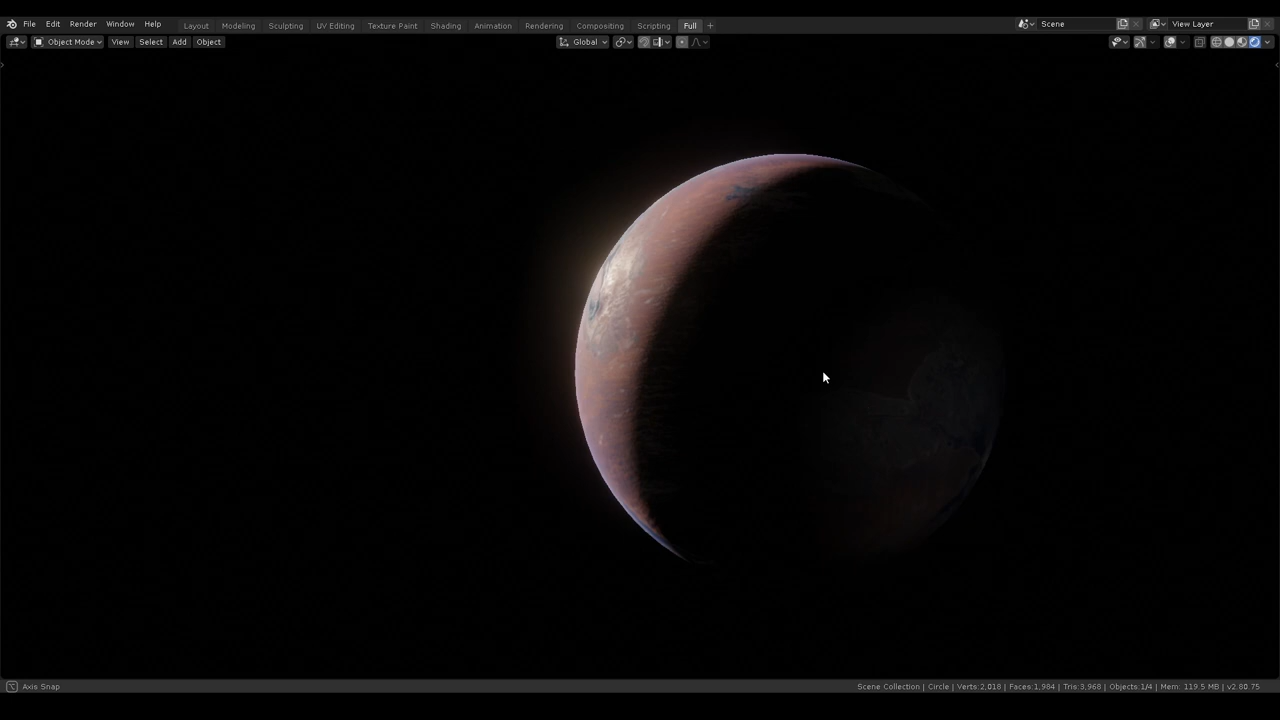 File Edit Render Window Help Layout Modeling Sculpting UV Editing Texture Paint Shading Animation Rendering Compositing Scripting Full + Scene View Layer
Object Mode View Select Add Object Global
Axis Snap Scene Collection | Circle | Verts:2,018 | Faces:1,984 | Tris:3,968 | Objects:1/4 | Mem: 119.5 MB | v2.80.75